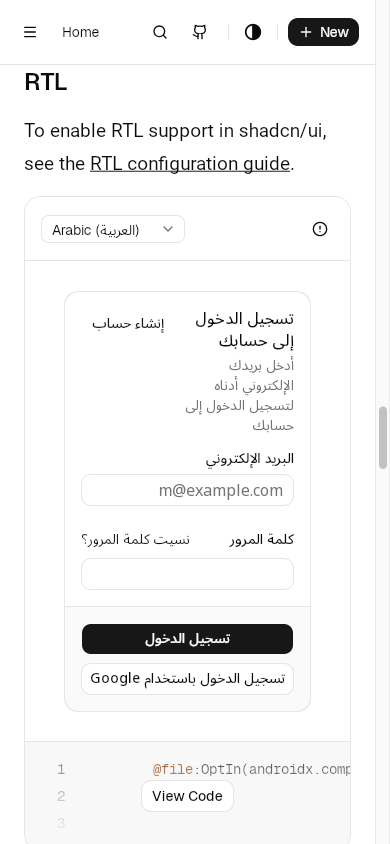 Home
New
RTL
To enable RTL support in shadcn/ui,
see the RTL configuration guide.
Arabic (العربية)
تسجيل الدخول
إلى حسابك
إنشاء حساب
أدخل بريدك
الإلكتروني أدناه
لتسجيل الدخول إلى
حسابك
البريد الإلكتروني
m@example.com
كلمة المرور
نسيت كلمة المرور؟
تسجيل الدخول
تسجيل الدخول باستخدام Google
1 @file:OptIn(androidx.comp
2
View Code
3